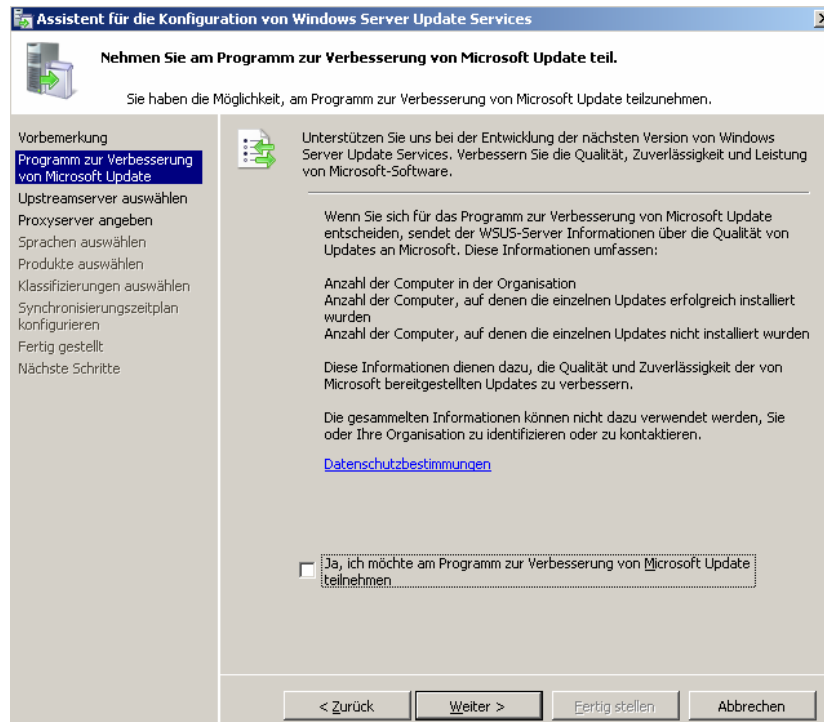 Assistent für die Konfiguration von Windows Server Update Services
Nehmen Sie am Programm zur Verbesserung von Microsoft Update teil.
Sie haben die Möglichkeit, am Programm zur Verbesserung von Microsoft Update teilzunehmen.
Vorbemerkung
Programm zur Verbesserung
von Microsoft Update
Upstreamserver auswählen
Proxyserver angeben
Sprachen auswählen
Produkte auswählen
Klassifizierungen auswählen
Synchronisierungszeitplan
konfigurieren
Fertig gestellt
Nächste Schritte
Unterstützen Sie uns bei der Entwicklung der nächsten Version von Windows
Server Update Services. Verbessern Sie die Qualität, Zuverlässigkeit und Leistung
von Microsoft-Software.
Wenn Sie sich für das Programm zur Verbesserung von Microsoft Update
entscheiden, sendet der WSUS-Server Informationen über die Qualität von
Updates an Microsoft. Diese Informationen umfassen:
Anzahl der Computer in der Organisation
Anzahl der Computer, auf denen die einzelnen Updates erfolgreich installiert
wurden
Anzahl der Computer, auf denen die einzelnen Updates nicht installiert wurden
Diese Informationen dienen dazu, die Qualität und Zuverlässigkeit der von
Microsoft bereitgestellten Updates zu verbessern.
Die gesammelten Informationen können nicht dazu verwendet werden, Sie
oder Ihre Organisation zu identifizieren oder zu kontaktieren.
Datenschutzbestimmungen
Ja, ich möchte am Programm zur Verbesserung von Microsoft Update
teilnehmen
< Zurück
Weiter >
Fertig stellen
Abbrechen